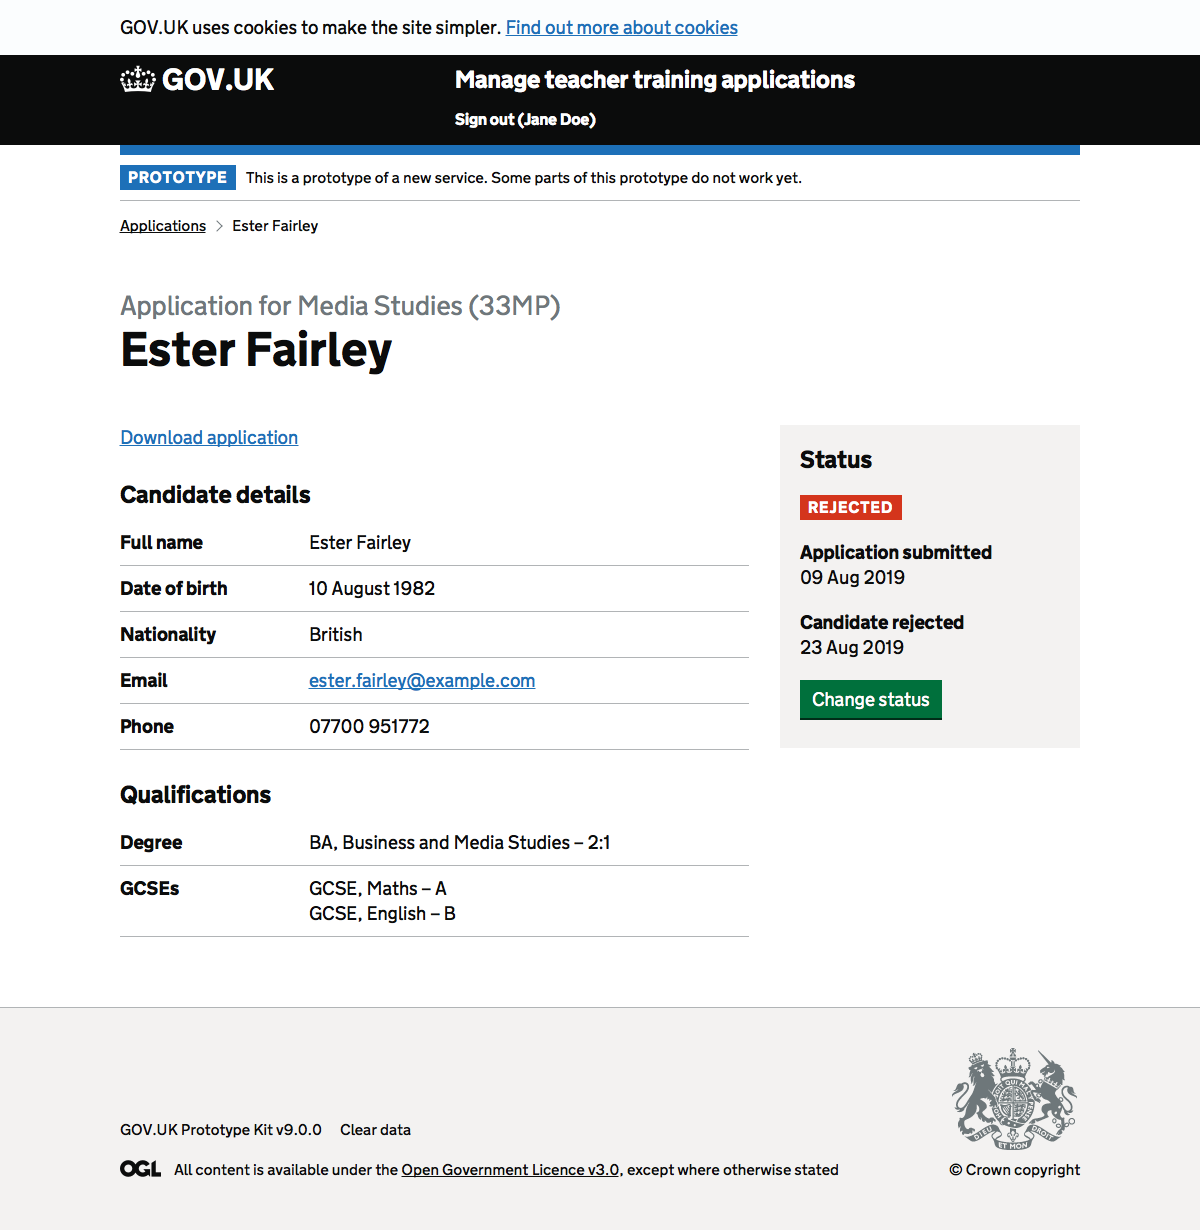 GOV.UK uses cookies to make the site simpler. Find out more about cookies
GOV.UK
Manage teacher training applications
Sign out (Jane Doe)
PROTOTYPE This is a prototype of a new service. Some parts of this prototype do not work yet.
Applications Ester Fairley
Application for Media Studies (33MP)
Ester Fairley
Download application
Candidate details
Full name Ester Fairley
Date of birth 10 August 1982
Nationality British
Email ester.fairley@example.com
Phone 07700 951772
Qualifications
Degree BA, Business and Media Studies – 2:1
GCSEs GCSE, Maths – A
GCSE, English – B
Status
REJECTED
Application submitted
09 Aug 2019
Candidate rejected
23 Aug 2019
Change status
GOV.UK Prototype Kit v9.0.0 Clear data
OGL All content is available under the Open Government Licence v3.0, except where otherwise stated
DIEU ET MON DROIT
© Crown copyright